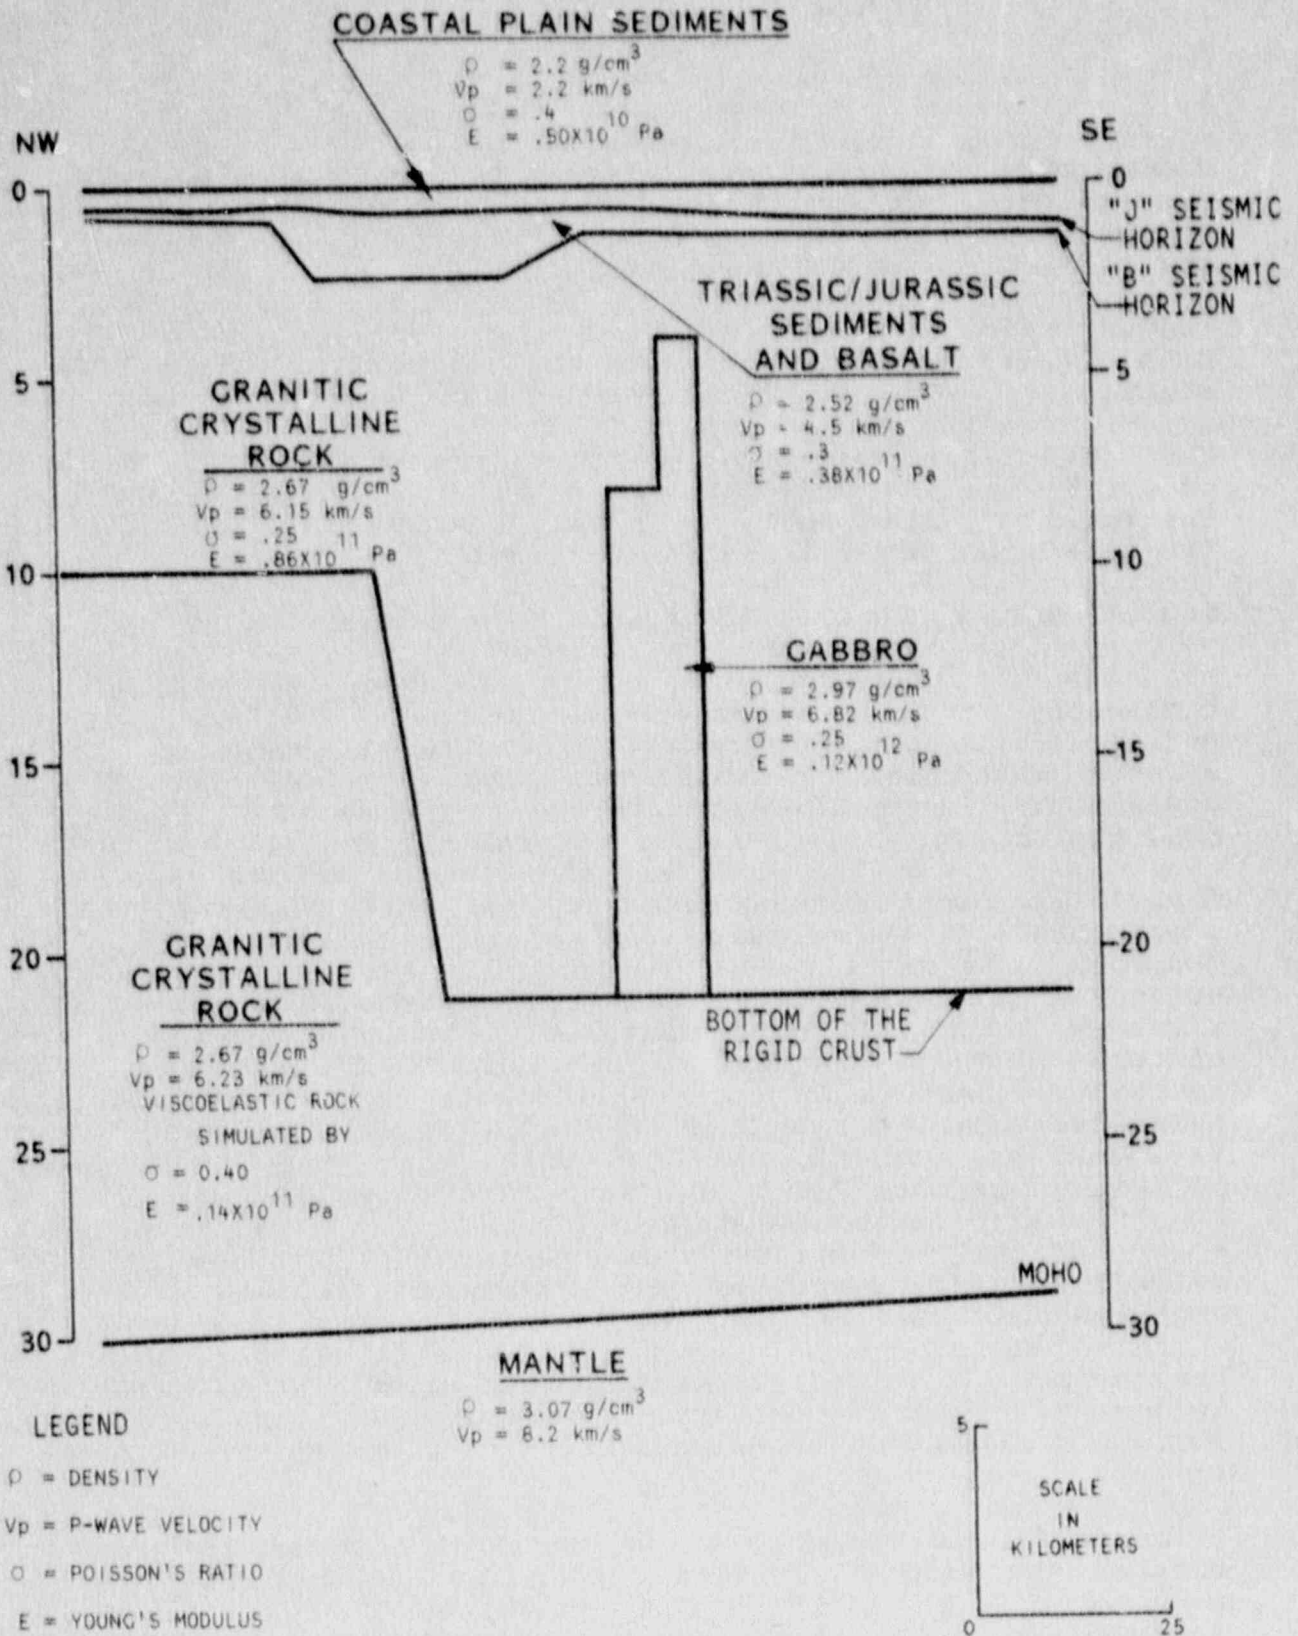 COASTAL PLAIN SEDIMENTS
ρ = 2.2 g/cm³
Vp = 2.2 km/s
σ = .4
E = .50X10¹⁰ Pa
NW
SE
0
5
10
15
20
25
30
0
5
10
15
20
25
30
"J" SEISMIC
HORIZON
"B" SEISMIC
HORIZON
TRIASSIC/JURASSIC
SEDIMENTS
AND BASALT
ρ = 2.52 g/cm³
Vp = 4.5 km/s
σ = .3
E = .38X10¹¹ Pa
GRANITIC
CRYSTALLINE
ROCK
ρ = 2.67 g/cm³
Vp = 6.15 km/s
σ = .25
E = .86X10¹¹ Pa
GABBRO
ρ = 2.97 g/cm³
Vp = 6.82 km/s
σ = .25
E = .12X10¹² Pa
GRANITIC
CRYSTALLINE
ROCK
ρ = 2.67 g/cm³
Vp = 6.23 km/s
VISCOELASTIC ROCK
SIMULATED BY
σ = 0.40
E = .14X10¹¹ Pa
BOTTOM OF THE
RIGID CRUST
MOHO
MANTLE
ρ = 3.07 g/cm³
Vp = 8.2 km/s
LEGEND
ρ = DENSITY
Vp = P-WAVE VELOCITY
σ = POISSON'S RATIO
E = YOUNG'S MODULUS
5
SCALE
IN
KILOMETERS
0 25